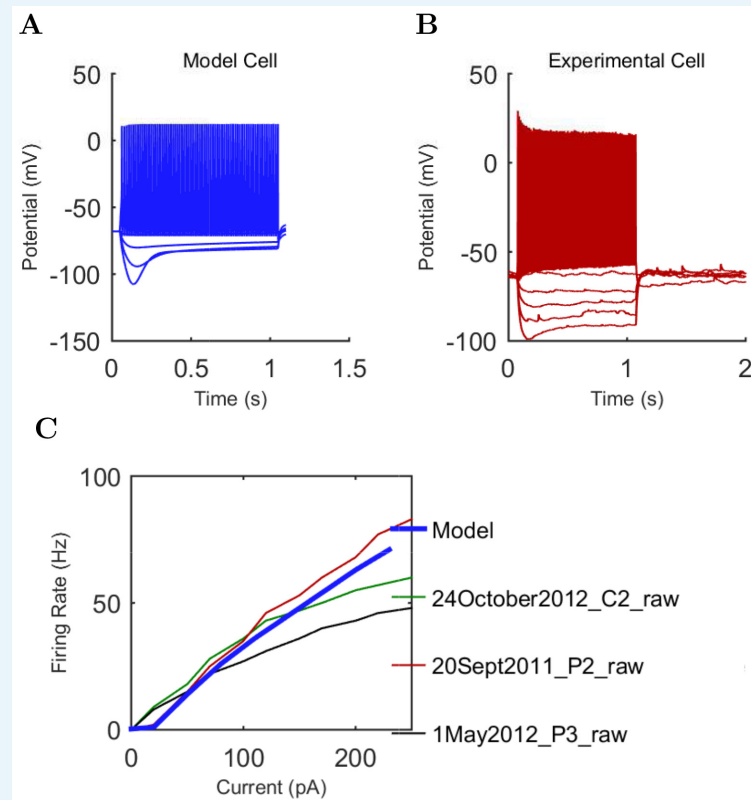 A
B
Model Cell
Experimental Cell
50
0
-50
-100
-150
Potential (mV)
0
0.5
1
1.5
Time (s)
50
0
-50
-100
Potential (mV)
0
1
2
Time (s)
C
100
50
0
Firing Rate (Hz)
0
100
200
Current (pA)
Model
24October2012_C2_raw
20Sept2011_P2_raw
1May2012_P3_raw